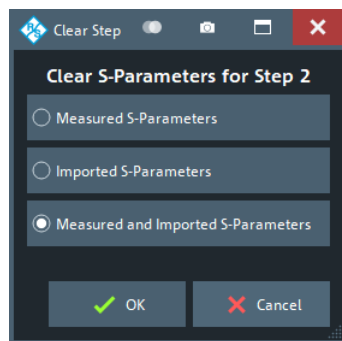 Clear Step
Clear S-Parameters for Step 2
Measured S-Parameters
Imported S-Parameters
Measured and Imported S-Parameters
OK
Cancel